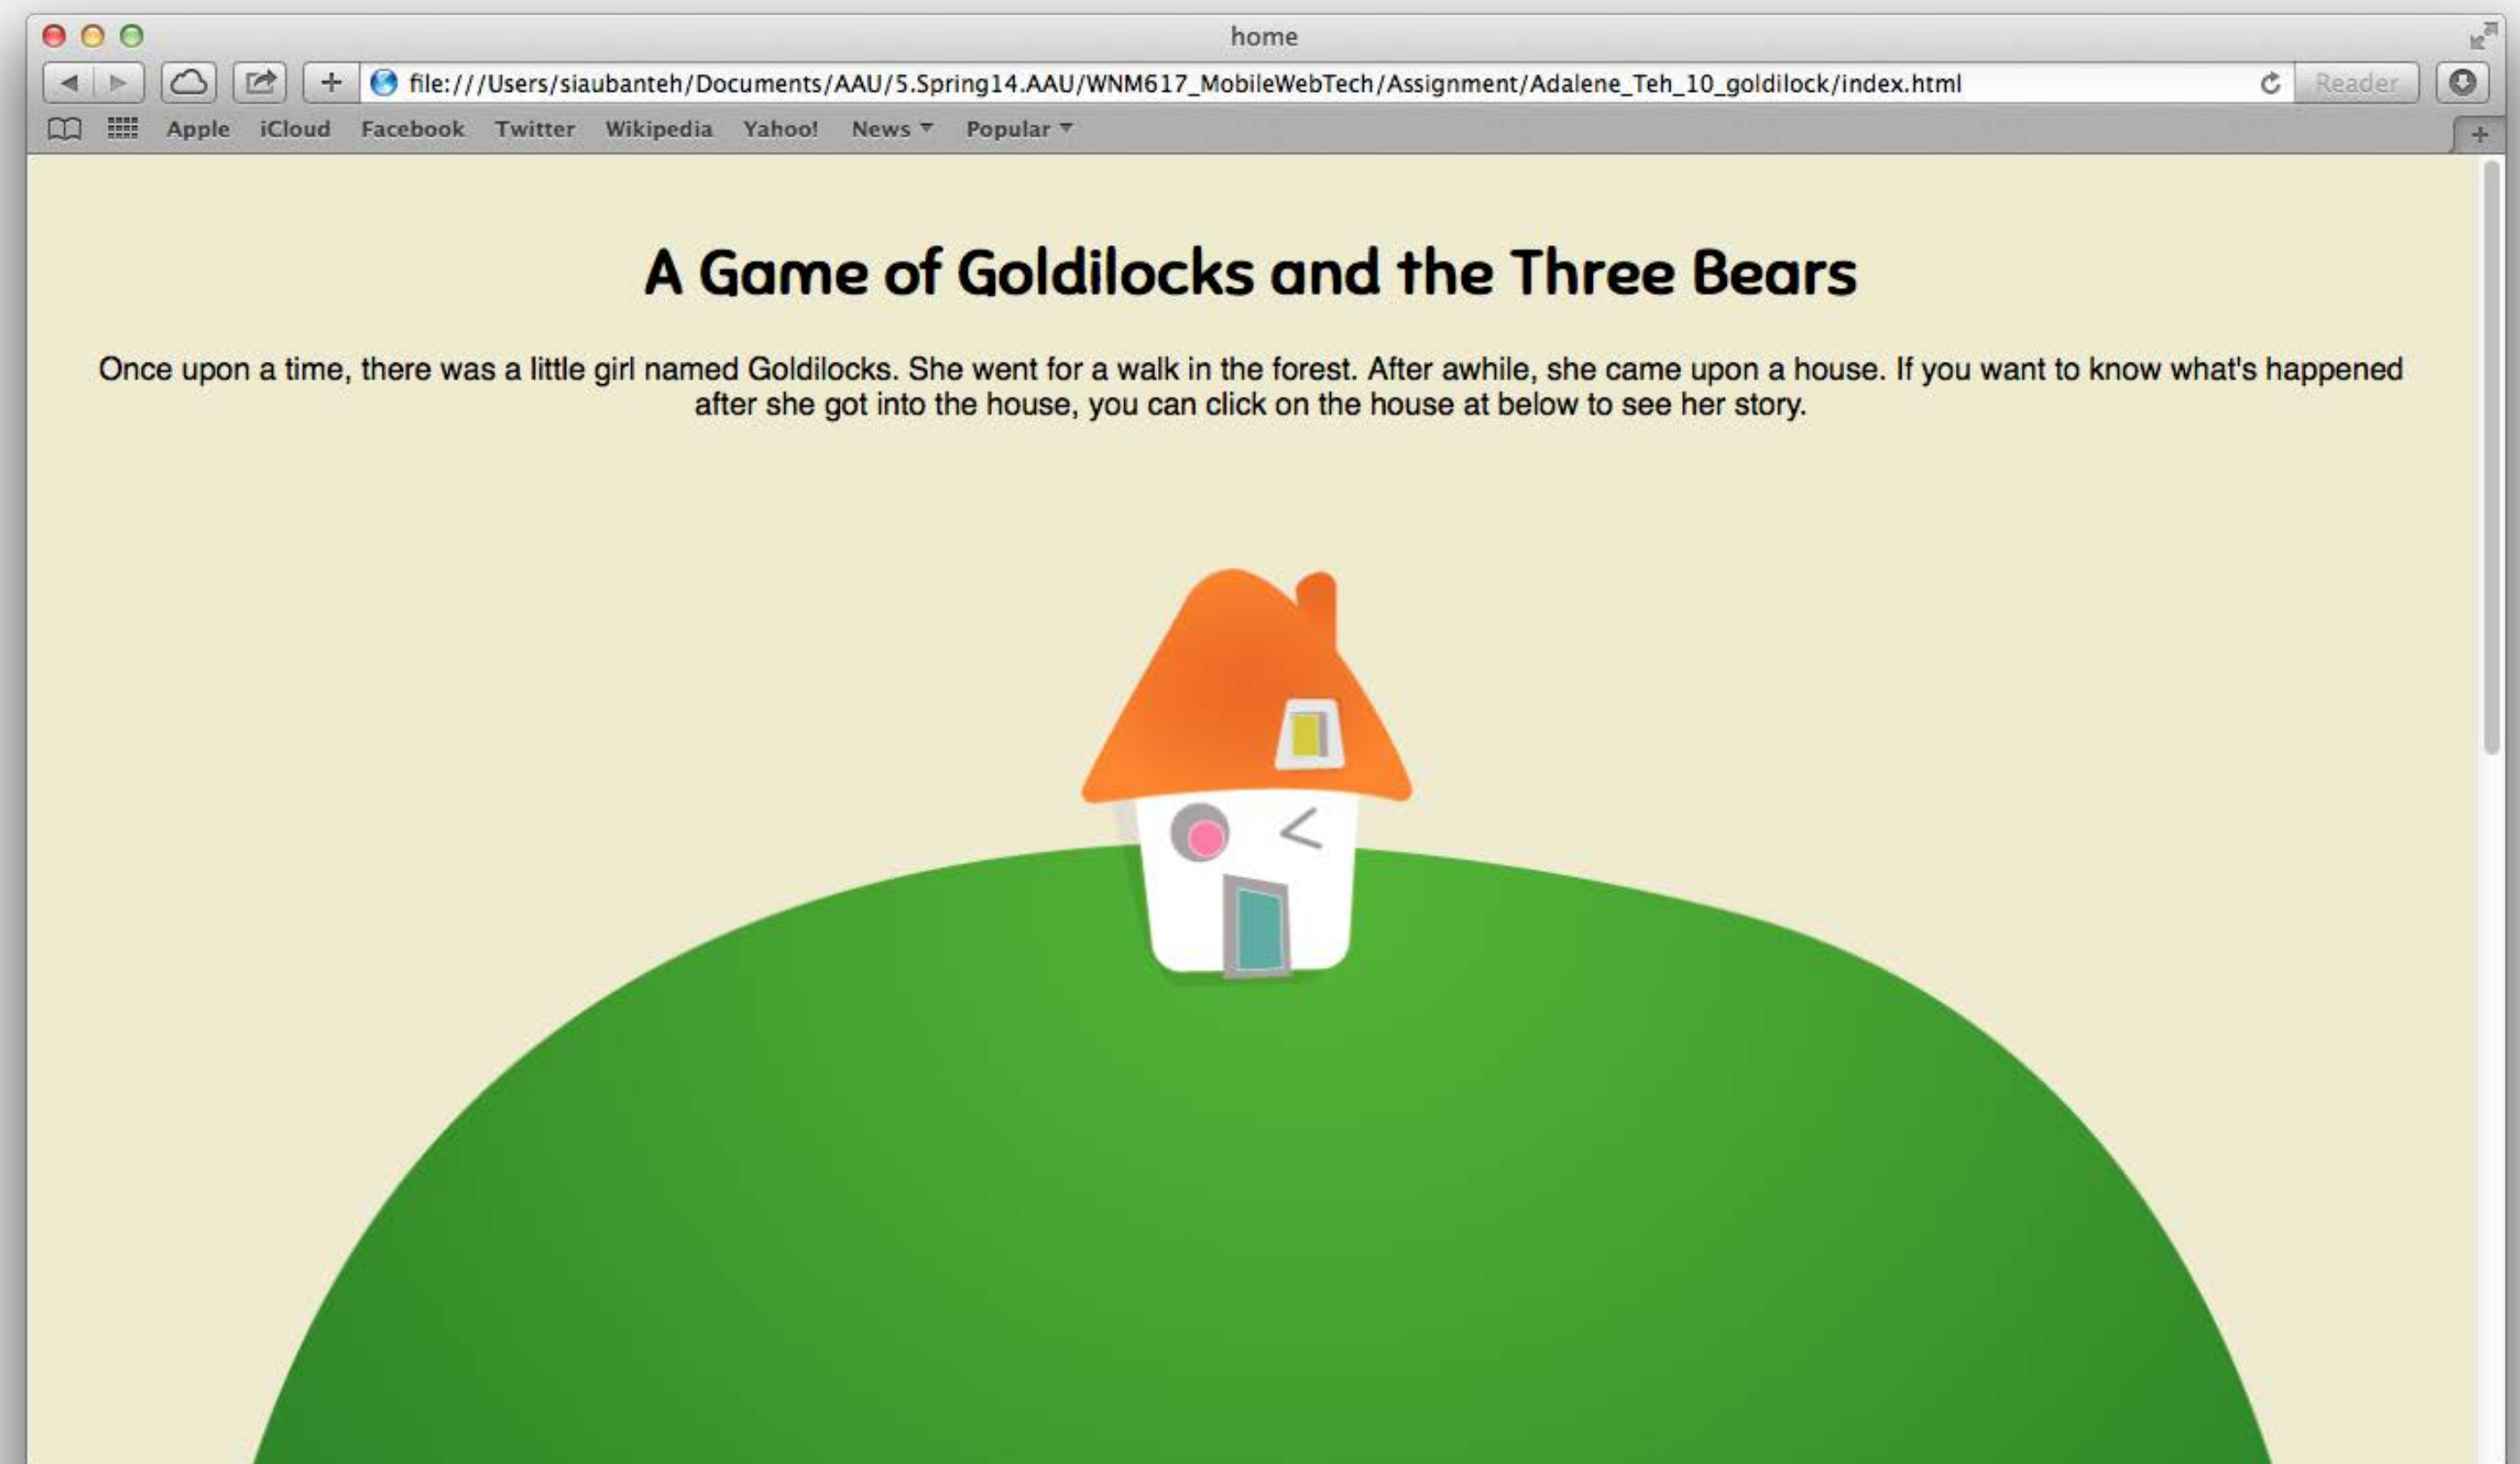 home
file:///Users/siaubanteh/Documents/AAU/5.Spring14.AAU/WNM617_MobileWebTech/Assignment/Adalene_Teh_10_goldilock/index.html
Reader
Apple iCloud Facebook Twitter Wikipedia Yahoo! News Popular
A Game of Goldilocks and the Three Bears
Once upon a time, there was a little girl named Goldilocks. She went for a walk in the forest. After awhile, she came upon a house. If you want to know what's happened
after she got into the house, you can click on the house at below to see her story.